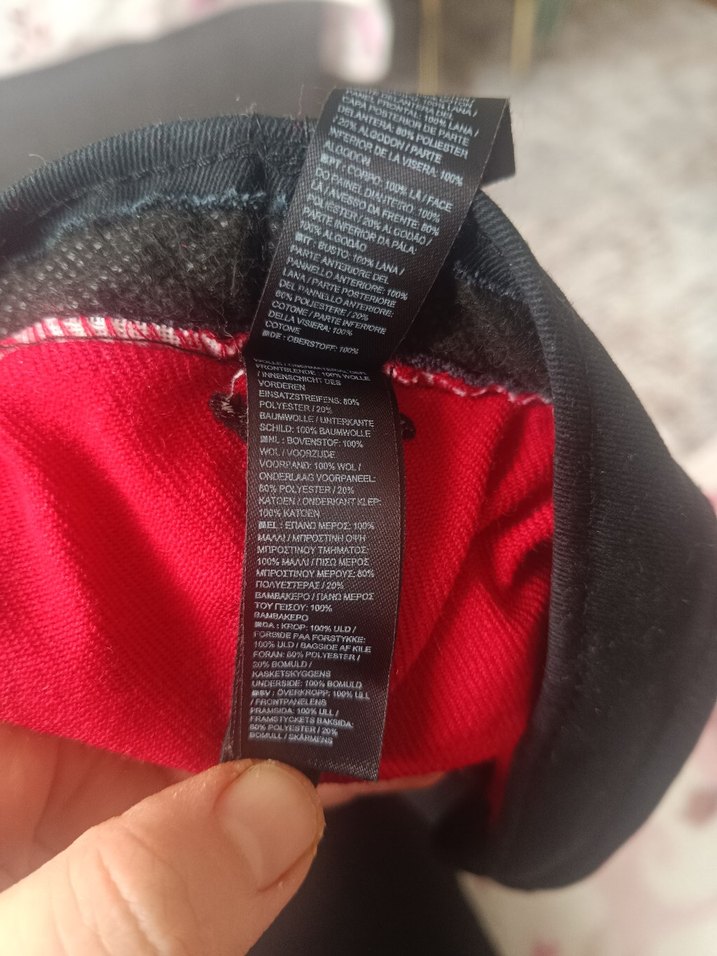 PANEL FRONTAL: 100% LANA /
CAPA POSTERIOR DE PARTE
DELANTERA: 80% POLIESTER
/ 20% ALGODON / PARTE
INFERIOR DE LA VISERA: 100%
ALGODON
PT : CORPO: 100% LÃ / FACE
DO PAINEL DIANTEIRO: 100%
LÃ / AVESSO DA FRENTE: 80%
POLIESTER / 20% ALGODÃO /
PARTE INFERIOR DA PALA:
100% ALGODÃO
IT : BUSTO: 100% LANA /
PARTE ANTERIORE DEL
PANNELLO ANTERIORE: 100%
LANA / PARTE POSTERIORE
DEL PANNELLO ANTERIORE:
80% POLIESTERE / 20%
COTONE / PARTE INFERIORE
DELLA VISIERA: 100%
COTONE
DE : OBERSTOFF: 100%
FRONTBLENDE: 100% WOLLE
/ INNENSCHICHT DES
VORDEREN
EINSATZSTREIFENS: 80%
POLYESTER / 20%
BAUMWOLLE / UNTERKANTE
SCHILD: 100% BAUMWOLLE
NL : BOVENSTOF: 100%
WOL / VOORZIJDE
VOORPAND: 100% WOL /
ONDERLAAG VOORPANEEL:
80% POLYESTER / 20%
KATOEN / ONDERKANT KLEP:
100% KATOEN
EL : ΕΠΑΝΩ ΜΕΡΟΣ: 100%
ΜΑΛΛΙ / ΜΠΡΟΣΤΙΝΗ ΟΨΗ
ΜΠΡΟΣΤΙΝΟΥ ΤΜΗΜΑΤΟΣ:
100% ΜΑΛΛΙ / ΠΙΣΩ ΜΕΡΟΣ
ΜΠΡΟΣΤΙΝΟΥ ΜΕΡΟΥΣ: 80%
ΠΟΛΥΕΣΤΕΡΑΣ / 20%
ΒΑΜΒΑΚΕΡΟ / ΠΑΝΩ ΜΕΡΟΣ
ΤΟΥ ΓΕΙΣΟΥ: 100%
ΒΑΜΒΑΚΕΡΟ
DA : KROP: 100% ULD /
FORSIDE PAA FORSTYKKE:
100% ULD / BAGSIDE AF KILE
FORAN: 80% POLYESTER /
20% BOMULD /
KASKETSKYGGENS
UNDERSIDE: 100% BOMULD
SV : ÖVERKROPP: 100% ULL
/ FRONTPANELENS
FRAMSIDA: 100% ULL /
FRAMSTYCKETS BAKSIDA:
80% POLYESTER / 20%
BOMULL / SKÄRMENS